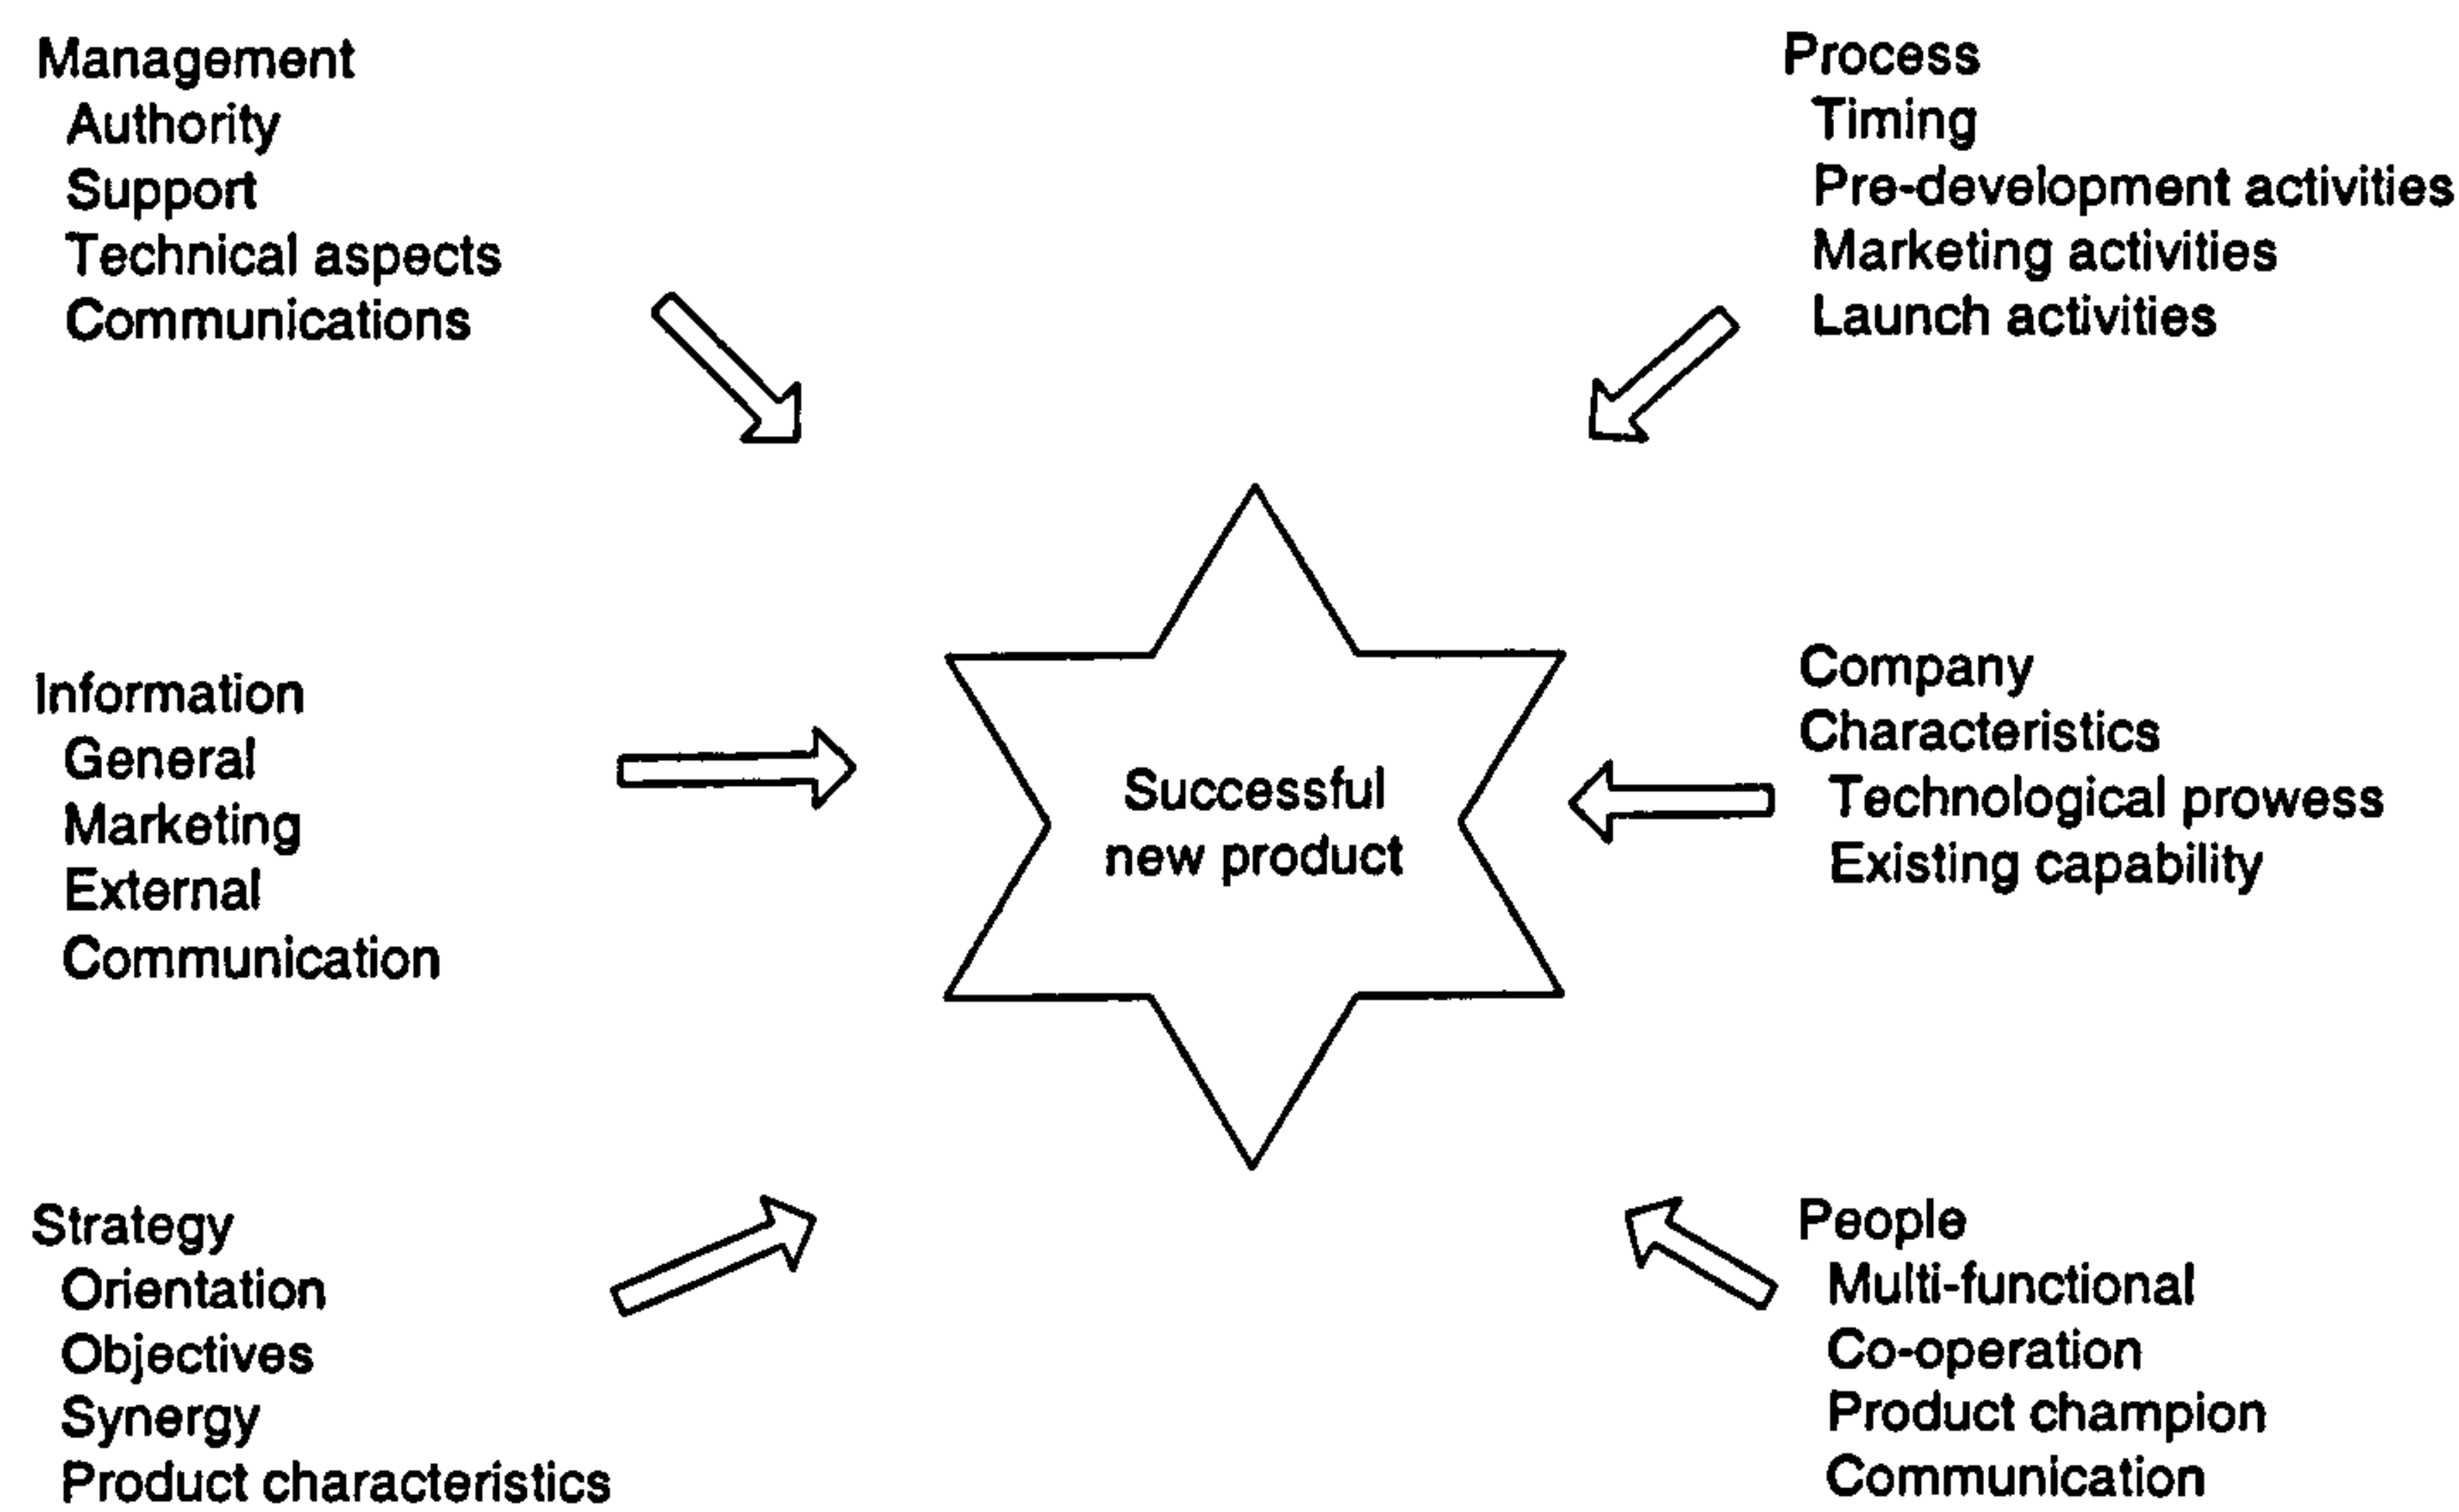 Management
Authority
Support
Technical aspects
Communications
Process
Timing
Pre-development activities
Marketing activities
Launch activities
Information
General
Marketing
External
Communication
Successful
new product
Company
Characteristics
Technological prowess
Existing capability
Strategy
Orientation
Objectives
Synergy
Product characteristics
People
Multi-functional
Co-operation
Product champion
Communication